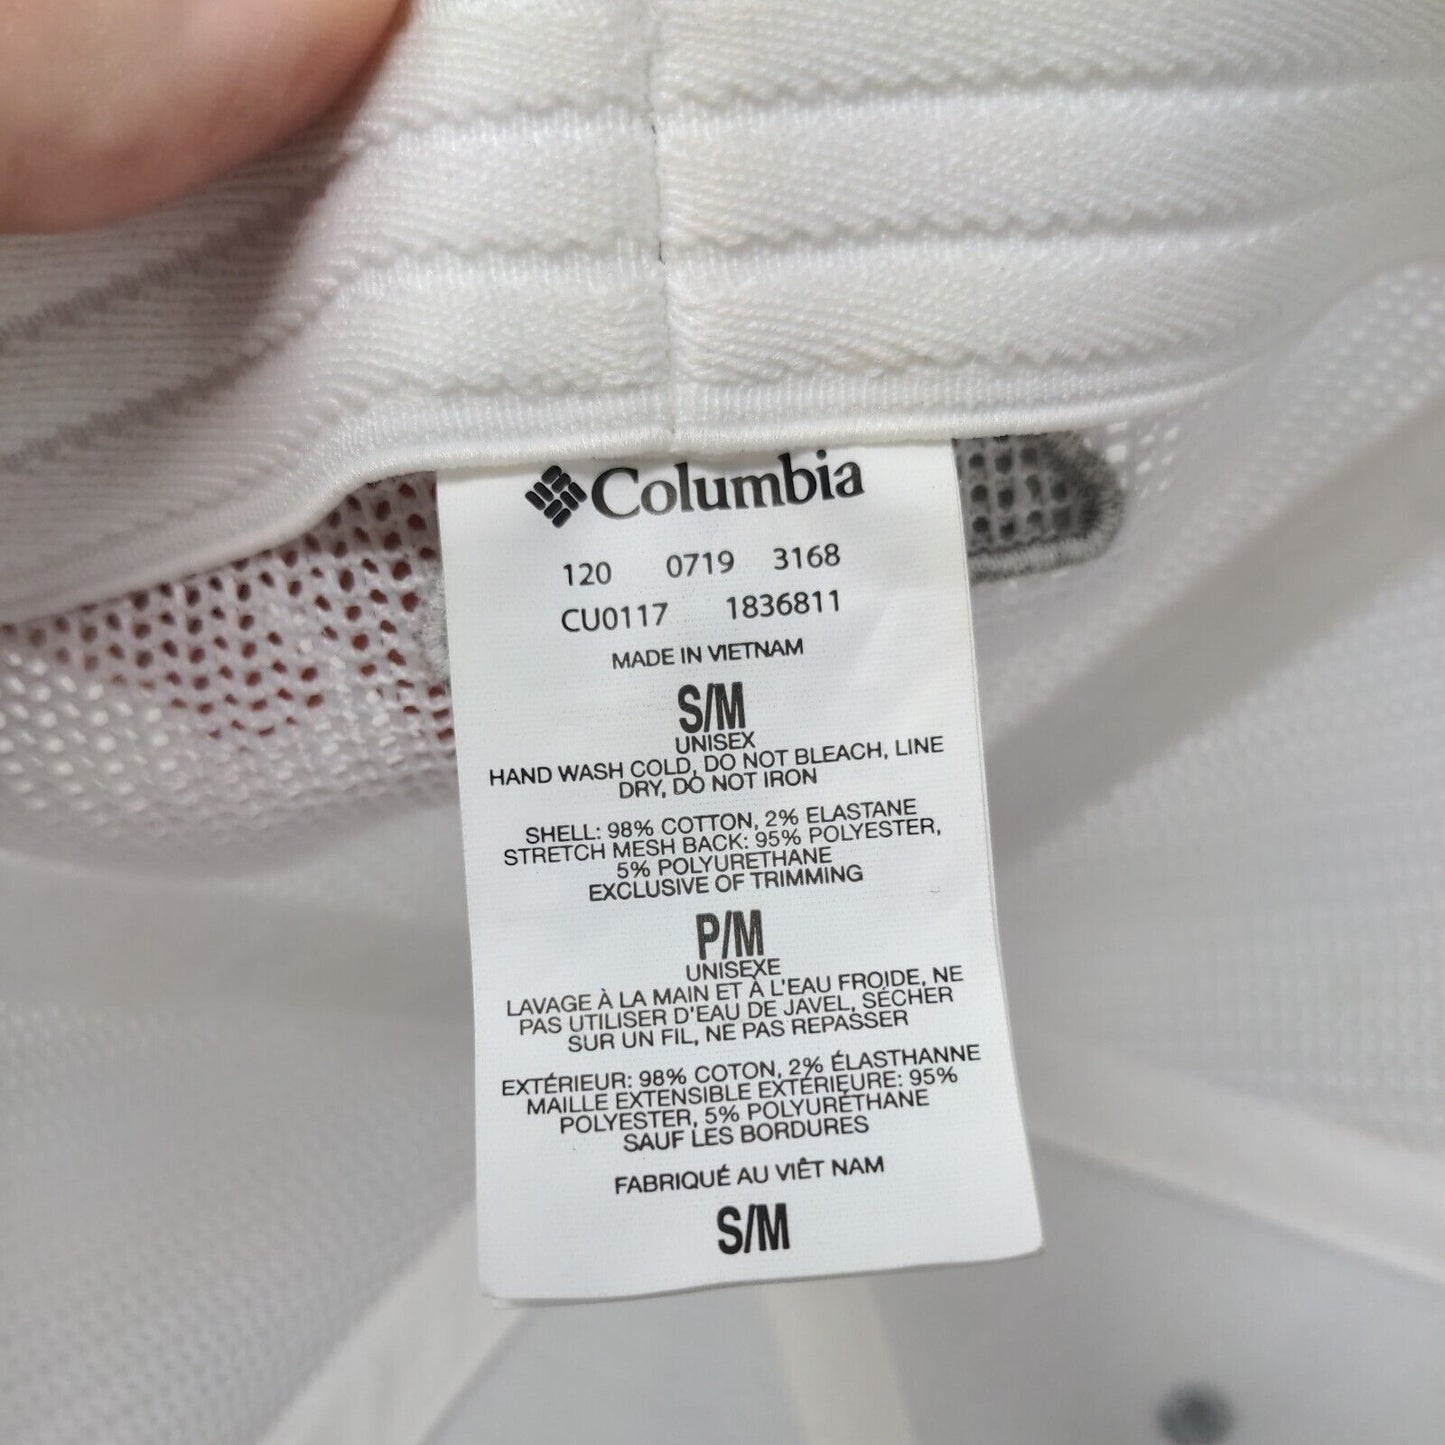 Columbia
120 0719 3168
CU0117 1836811
MADE IN VIETNAM
S/M
UNISEX
HAND WASH COLD, DO NOT BLEACH, LINE
DRY, DO NOT IRON
SHELL: 98% COTTON, 2% ELASTANE
STRETCH MESH BACK: 95% POLYESTER,
5% POLYURETHANE
EXCLUSIVE OF TRIMMING
P/M
UNISEXE
LAVAGE À LA MAIN ET À L'EAU FROIDE, NE
PAS UTILISER D'EAU DE JAVEL, SÉCHER
SUR UN FIL, NE PAS REPASSER
EXTÉRIEUR: 98% COTON, 2% ÉLASTHANNE
MAILLE EXTENSIBLE EXTÉRIEURE: 95%
POLYESTER, 5% POLYURÉTHANE
SAUF LES BORDURES
FABRIQUÉ AU VIÊT NAM
S/M